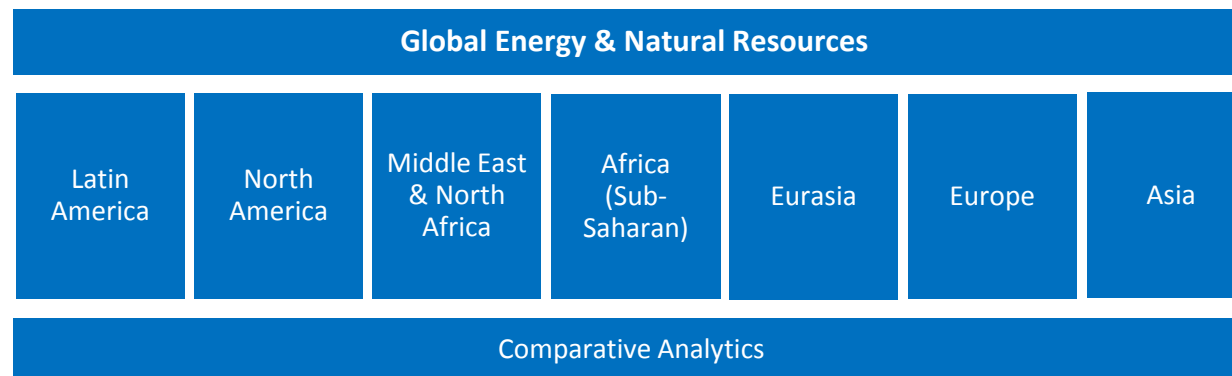 Global Energy & Natural Resources
Latin
America
North
America
Middle East
& North
Africa
Africa
(Sub-
Saharan)
Eurasia
Europe
Asia
Comparative Analytics